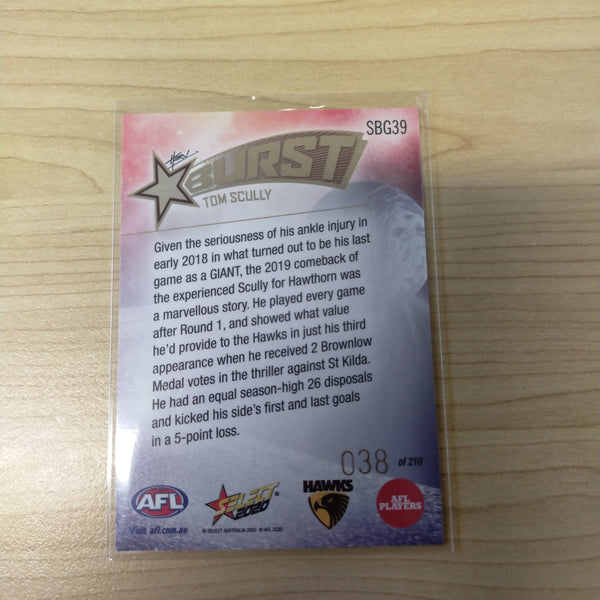 SBG39
BURST
TOM SCULLY
Given the seriousness of his ankle injury in
early 2018 in what turned out to be his last
game as a GIANT, the 2019 comeback of
the experienced Scully for Hawthorn was
a marvellous story. He played every game
after Round 1, and showed what value
he'd provide to the Hawks in just his third
appearance when he received 2 Brownlow
Medal votes in the thriller against St Kilda.
He had an equal season-high 26 disposals
and kicked his side's first and last goals
in a 5-point loss.
038 of 210
AFL
SELECT
2020
HAWKS
AFL
PLAYERS
Visit afl.com.au
© SELECT AUSTRALIA 2020 © AFL 2020